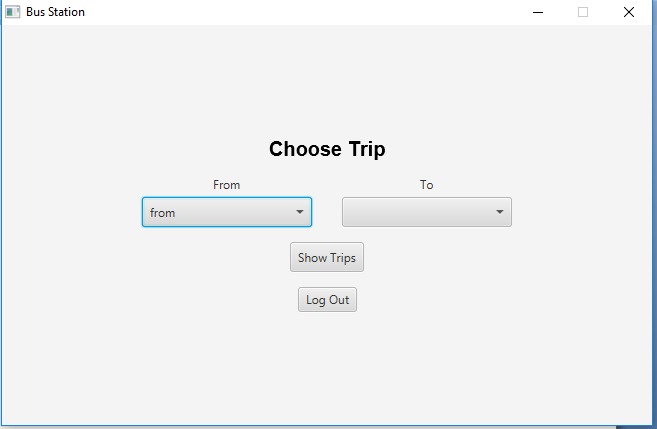 Bus Station
Choose Trip
From To
from
Show Trips
Log Out